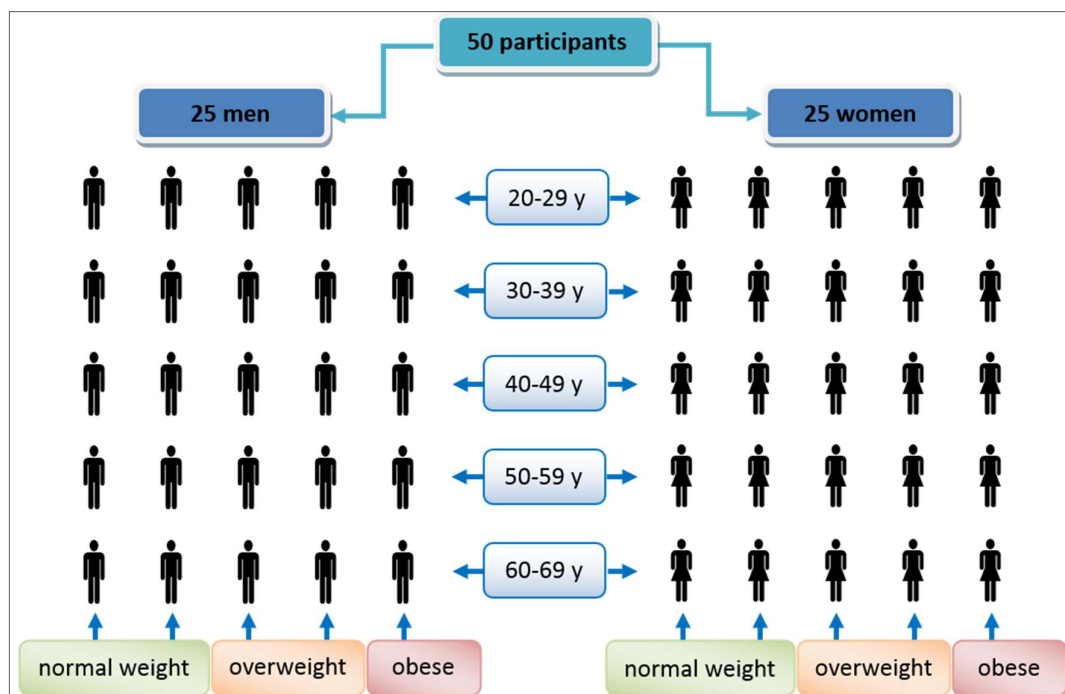 50 participants
25 men
25 women
20-29 y
30-39 y
40-49 y
50-59 y
60-69 y
normal weight
overweight
obese
normal weight
overweight
obese